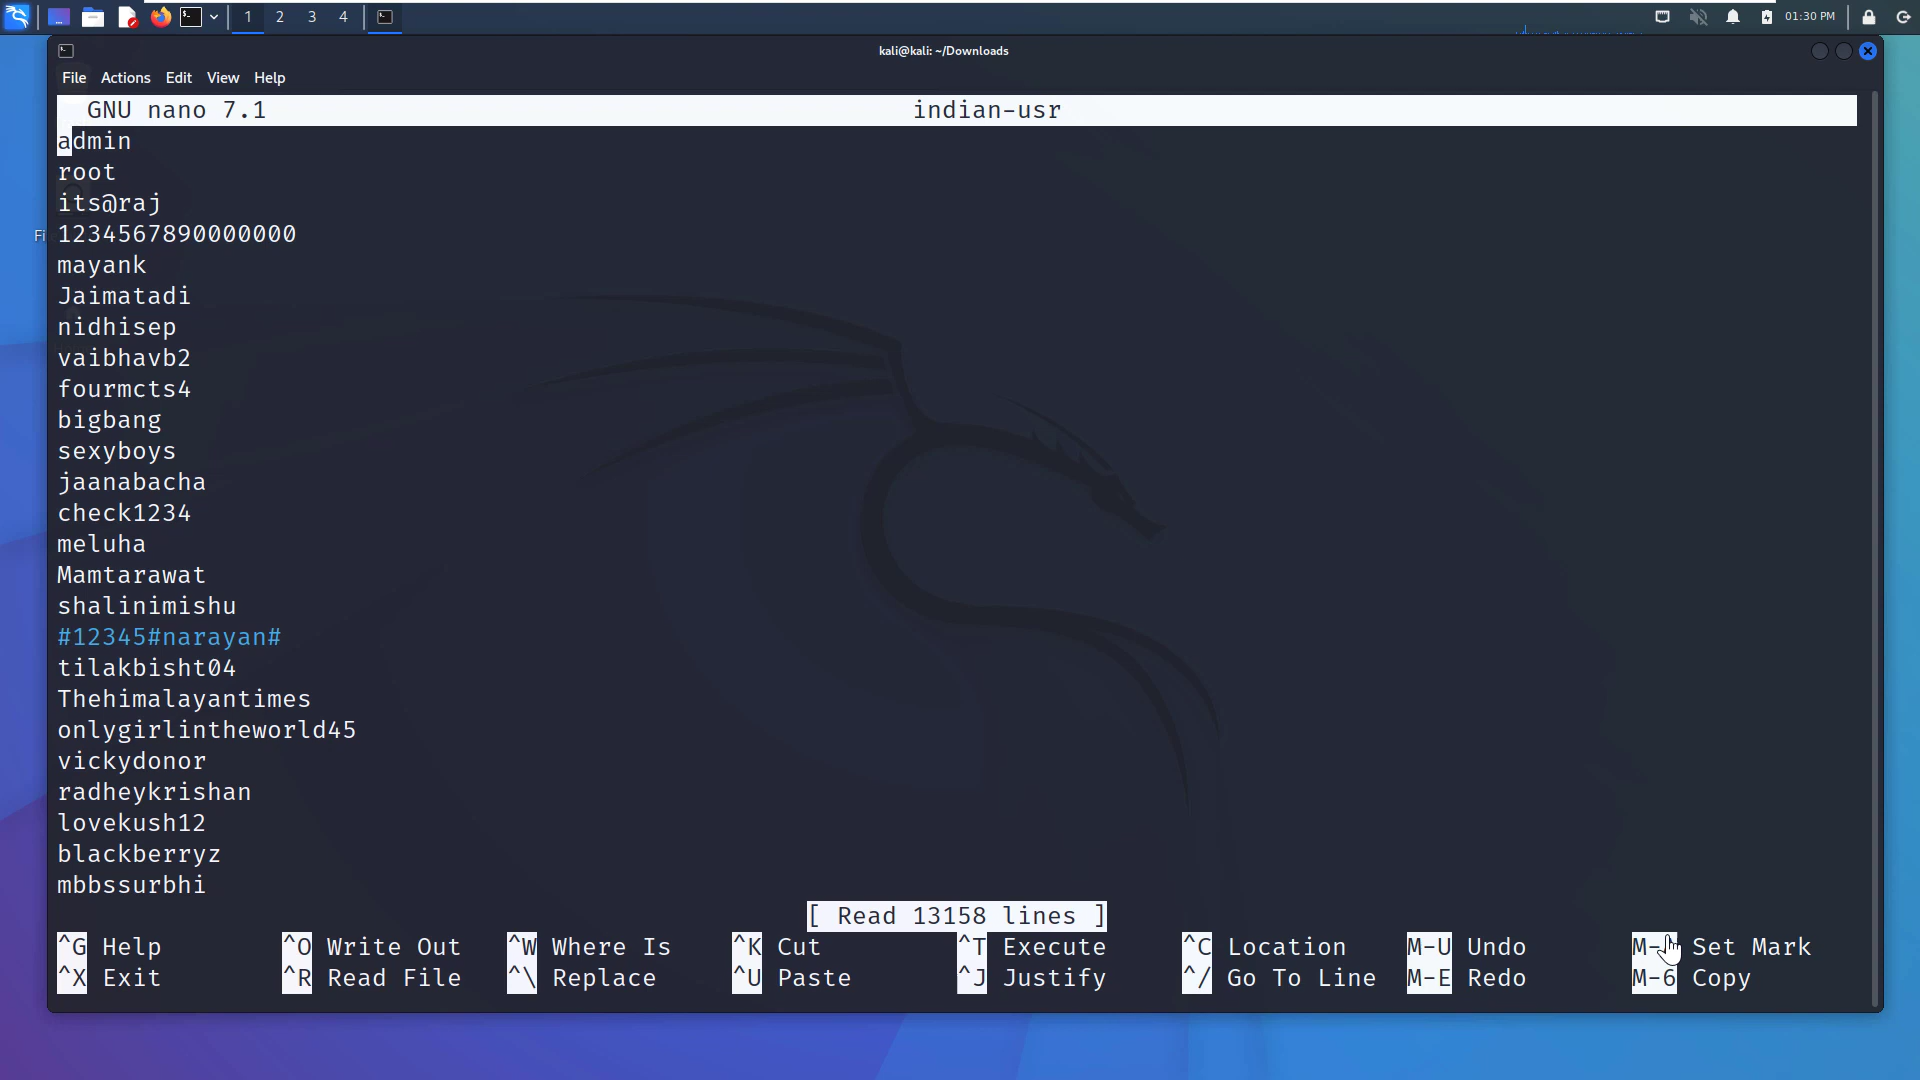 1 2 3 4 01:30 PM
kali@kali: ~/Downloads
File Actions Edit View Help
GNU nano 7.1 indian-usr
admin
root
its@raj
1234567890000000
mayank
Jaimatadi
nidhisep
vaibhavb2
fourmcts4
bigbang
sexyboys
jaanabacha
check1234
meluha
Mamtarawat
shalinimishu
#12345#narayan#
tilakbisht04
Thehimalayantimes
onlygirlintheworld45
vickydonor
radheykrishan
lovekush12
blackberryz
mbbssurbhi
[ Read 13158 lines ]
^G Help ^O Write Out ^W Where Is ^K Cut ^T Execute ^C Location M-U Undo Set Mark
^X Exit ^R Read File ^\ Replace ^U Paste ^J Justify ^/ Go To Line M-E Redo M-6 Copy